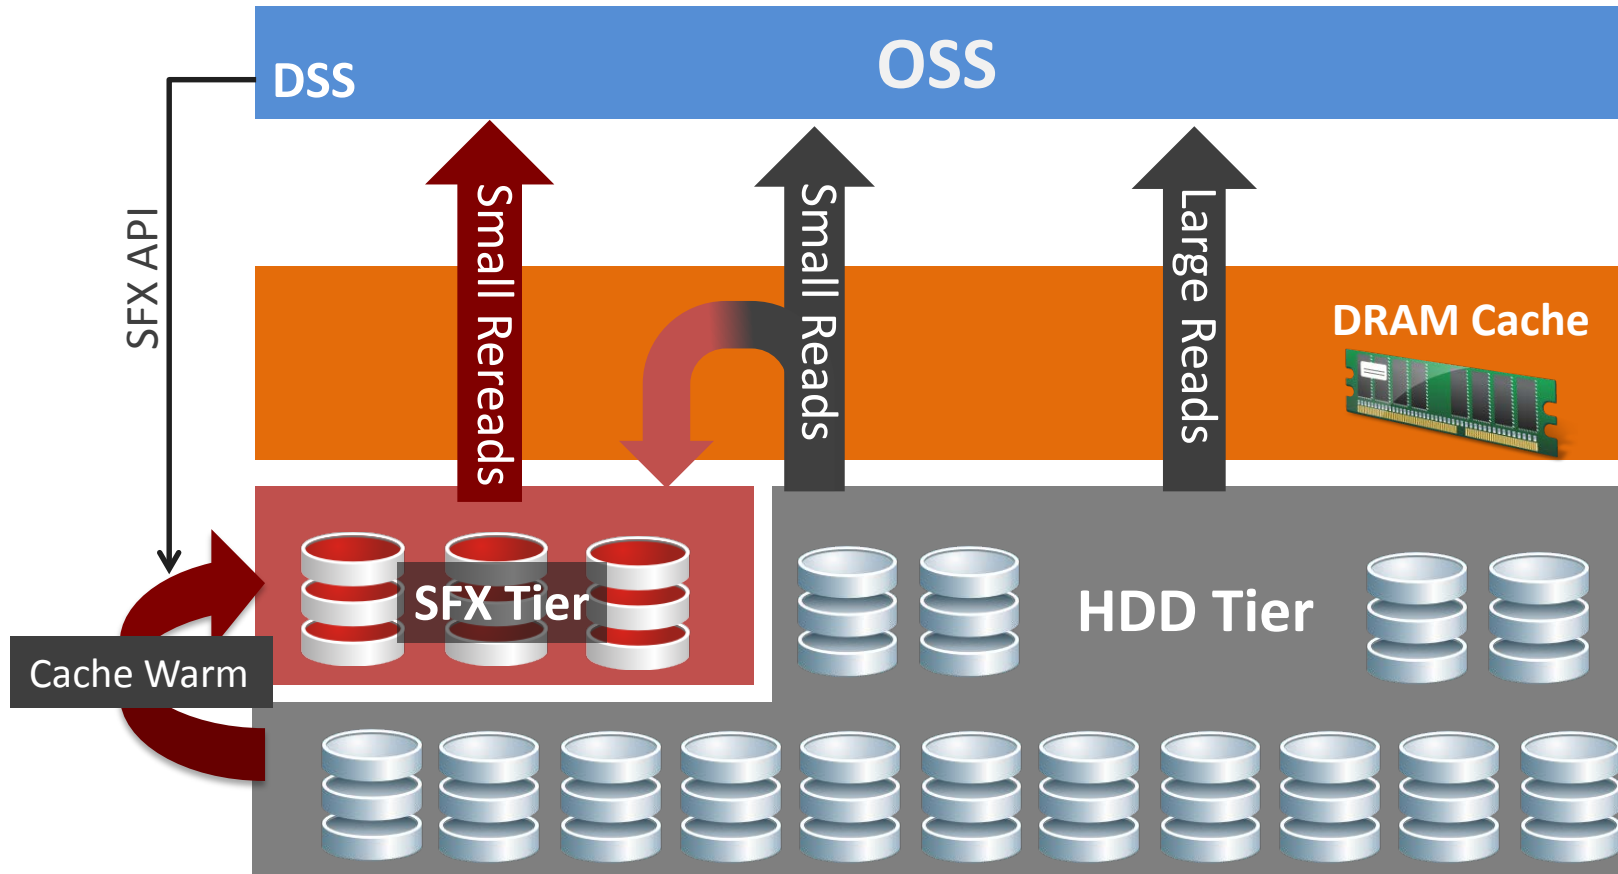 OSS
DSS
SFX API
Small Rereads
Small Reads
Large Reads
DRAM Cache
SFX Tier
HDD Tier
Cache Warm